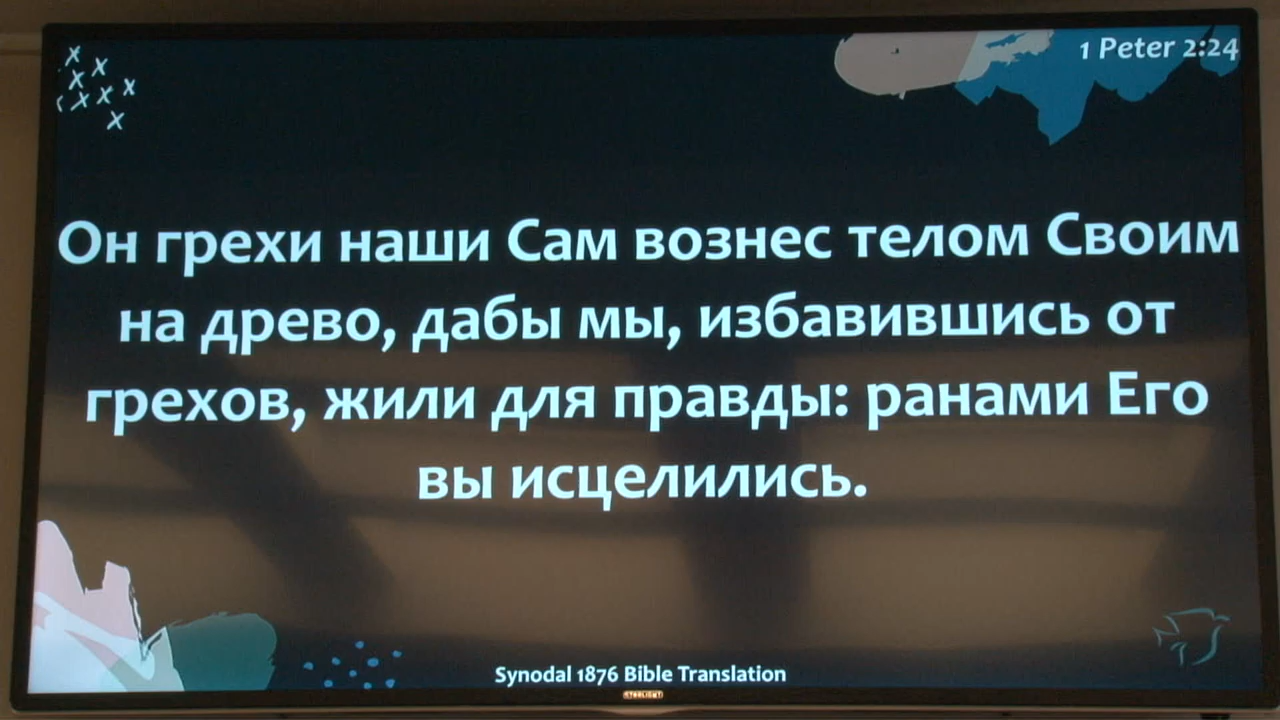 1 Peter 2:24
Он грехи наши Сам вознес телом Своим
на древо, дабы мы, избавившись от
грехов, жили для правды: ранами Его
вы исцелились.
Synodal 1876 Bible Translation